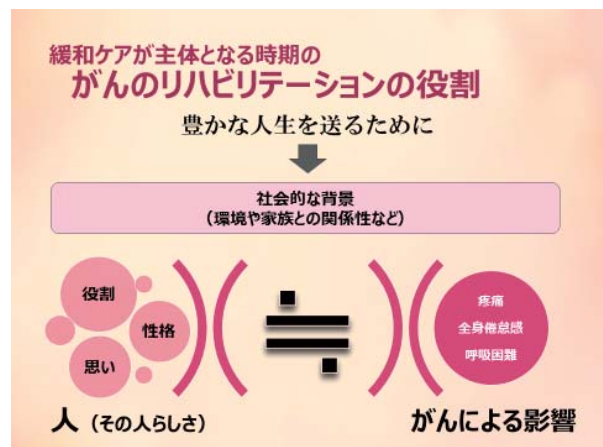 緩和ケアが主体となる時期の
がんのリハビリテーションの役割
豊かな人生を送るために
社会的な背景
（環境や家族との関係性など）
役割
性格
思い
≒
疼痛
全身倦怠感
呼吸困難
人（その人らしさ）
がんによる影響